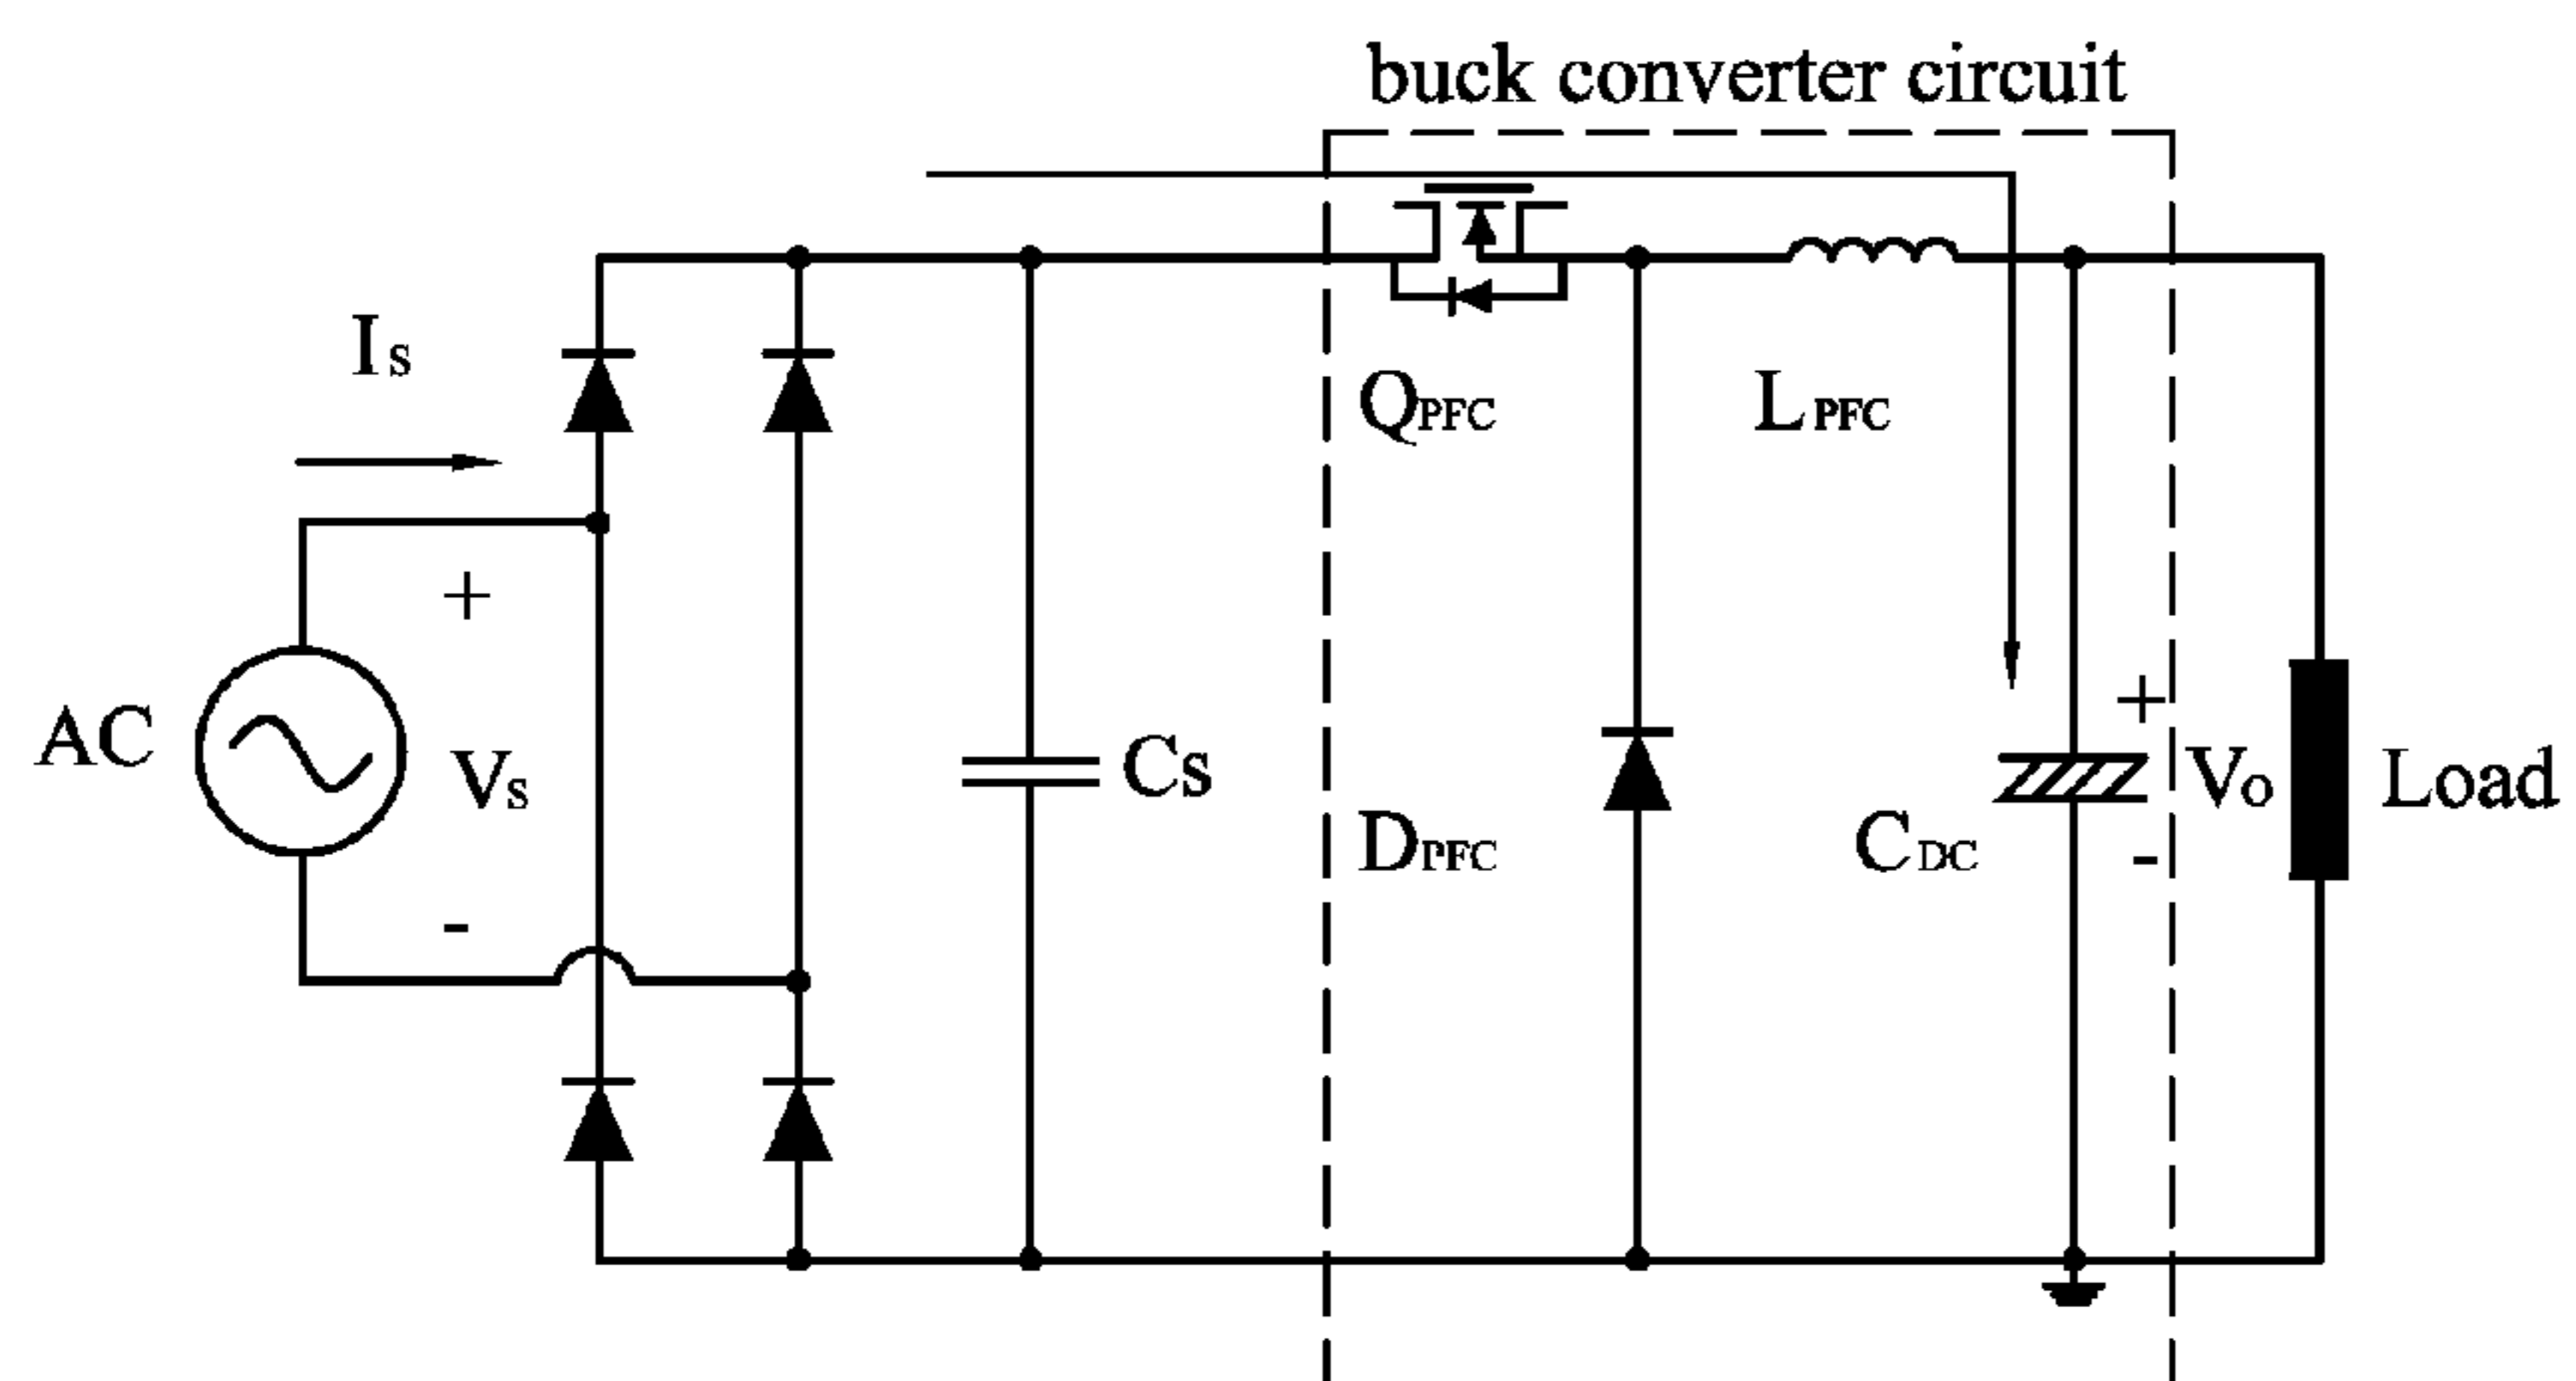 buck converter circuit
Is
QPFC
LPFC
+
AC
Vs
-
Cs
DPFC
CDC
+
Vo
-
Load